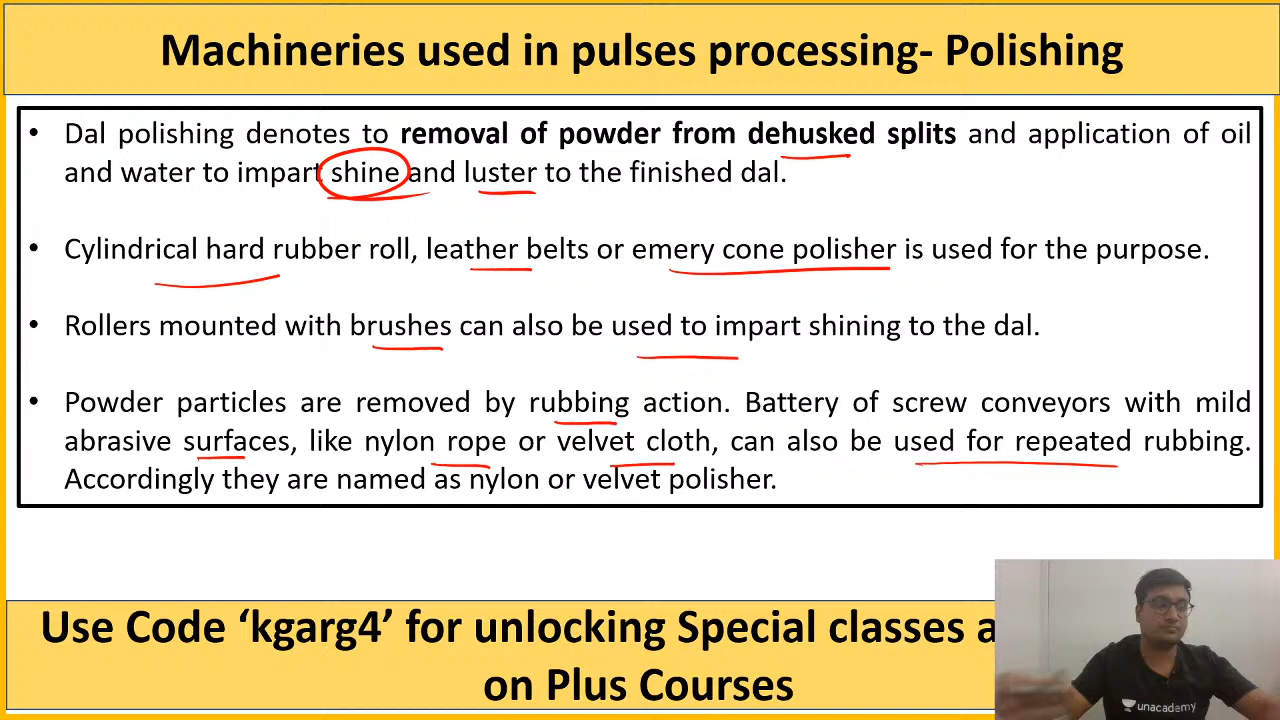 Machineries used in pulses processing- Polishing
• Dal polishing denotes to removal of powder from dehusked splits and application of oil
and water to impart shine and luster to the finished dal.
• Cylindrical hard rubber roll, leather belts or emery cone polisher is used for the purpose.
• Rollers mounted with brushes can also be used to impart shining to the dal.
• Powder particles are removed by rubbing action. Battery of screw conveyors with mild
abrasive surfaces, like nylon rope or velvet cloth, can also be used for repeated rubbing.
Accordingly they are named as nylon or velvet polisher.
Use Code ‘kgarg4’ for unlocking Special classes a
on Plus Courses
unacademy